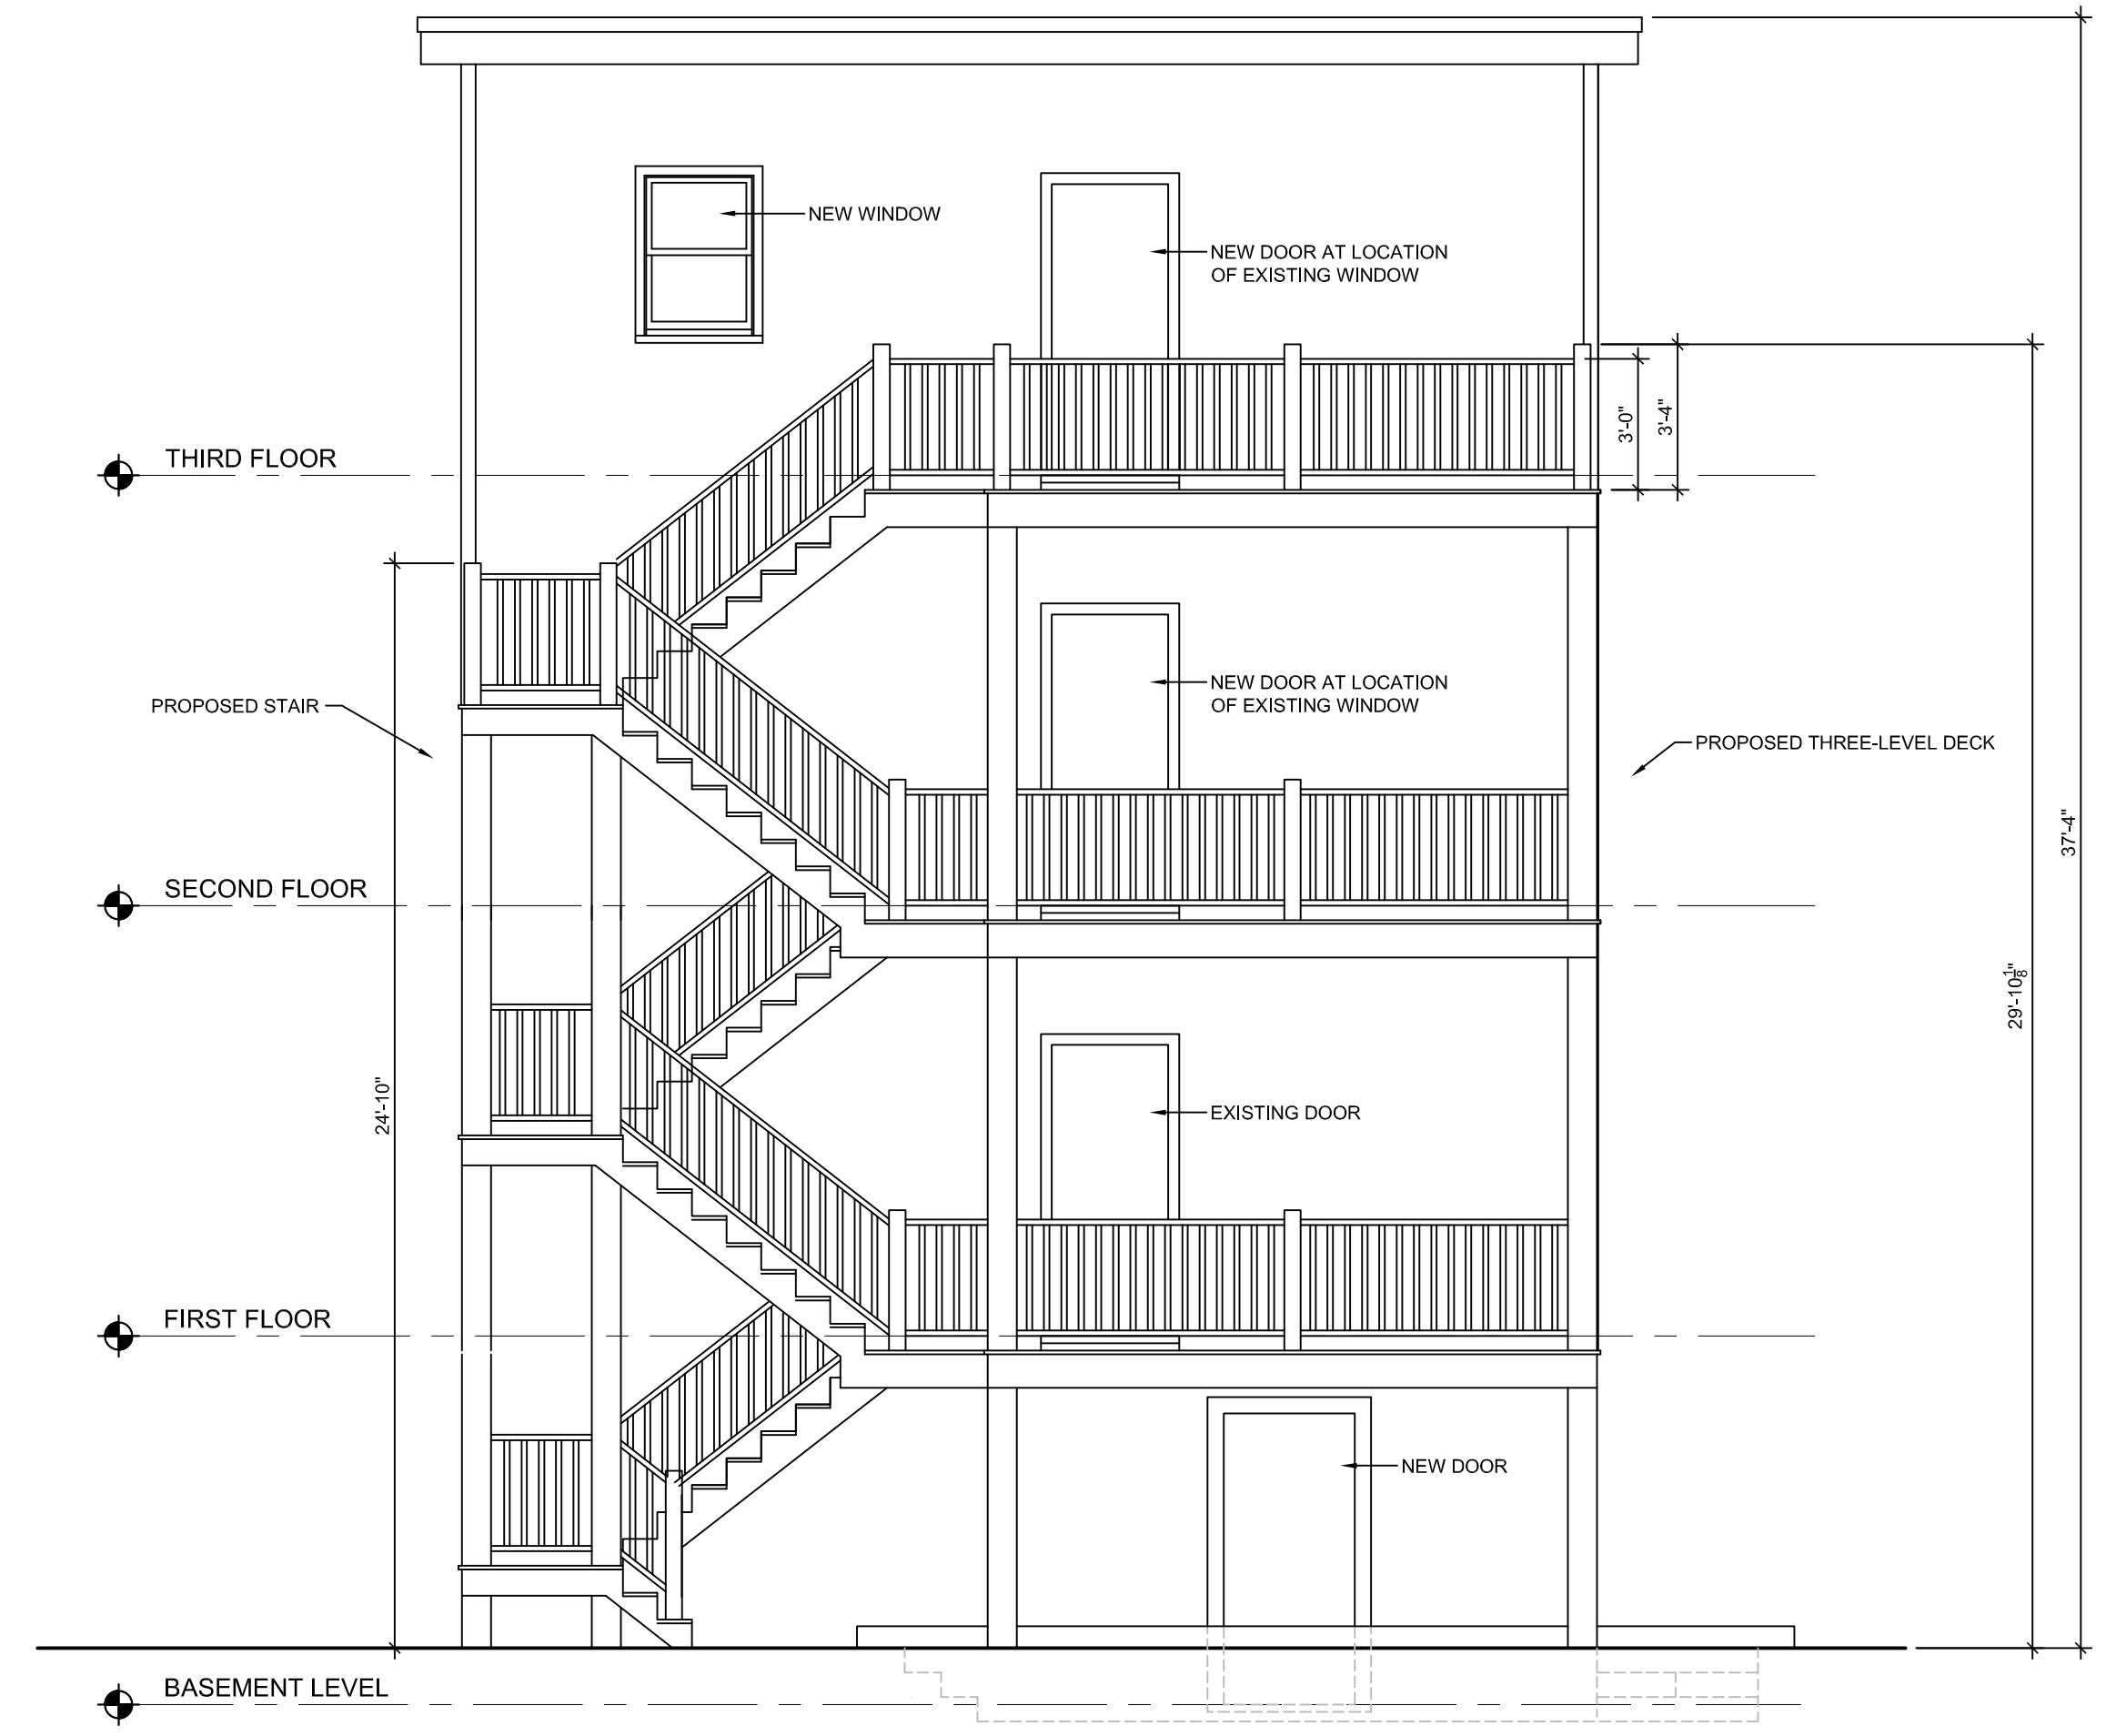 NEW WINDOW
NEW DOOR AT LOCATION
OF EXISTING WINDOW
3'-0"
3'-4"
THIRD FLOOR
NEW DOOR AT LOCATION
OF EXISTING WINDOW
PROPOSED STAIR
PROPOSED THREE-LEVEL DECK
37'-4"
SECOND FLOOR
29'-10 1/8"
24'-10"
EXISTING DOOR
FIRST FLOOR
NEW DOOR
BASEMENT LEVEL